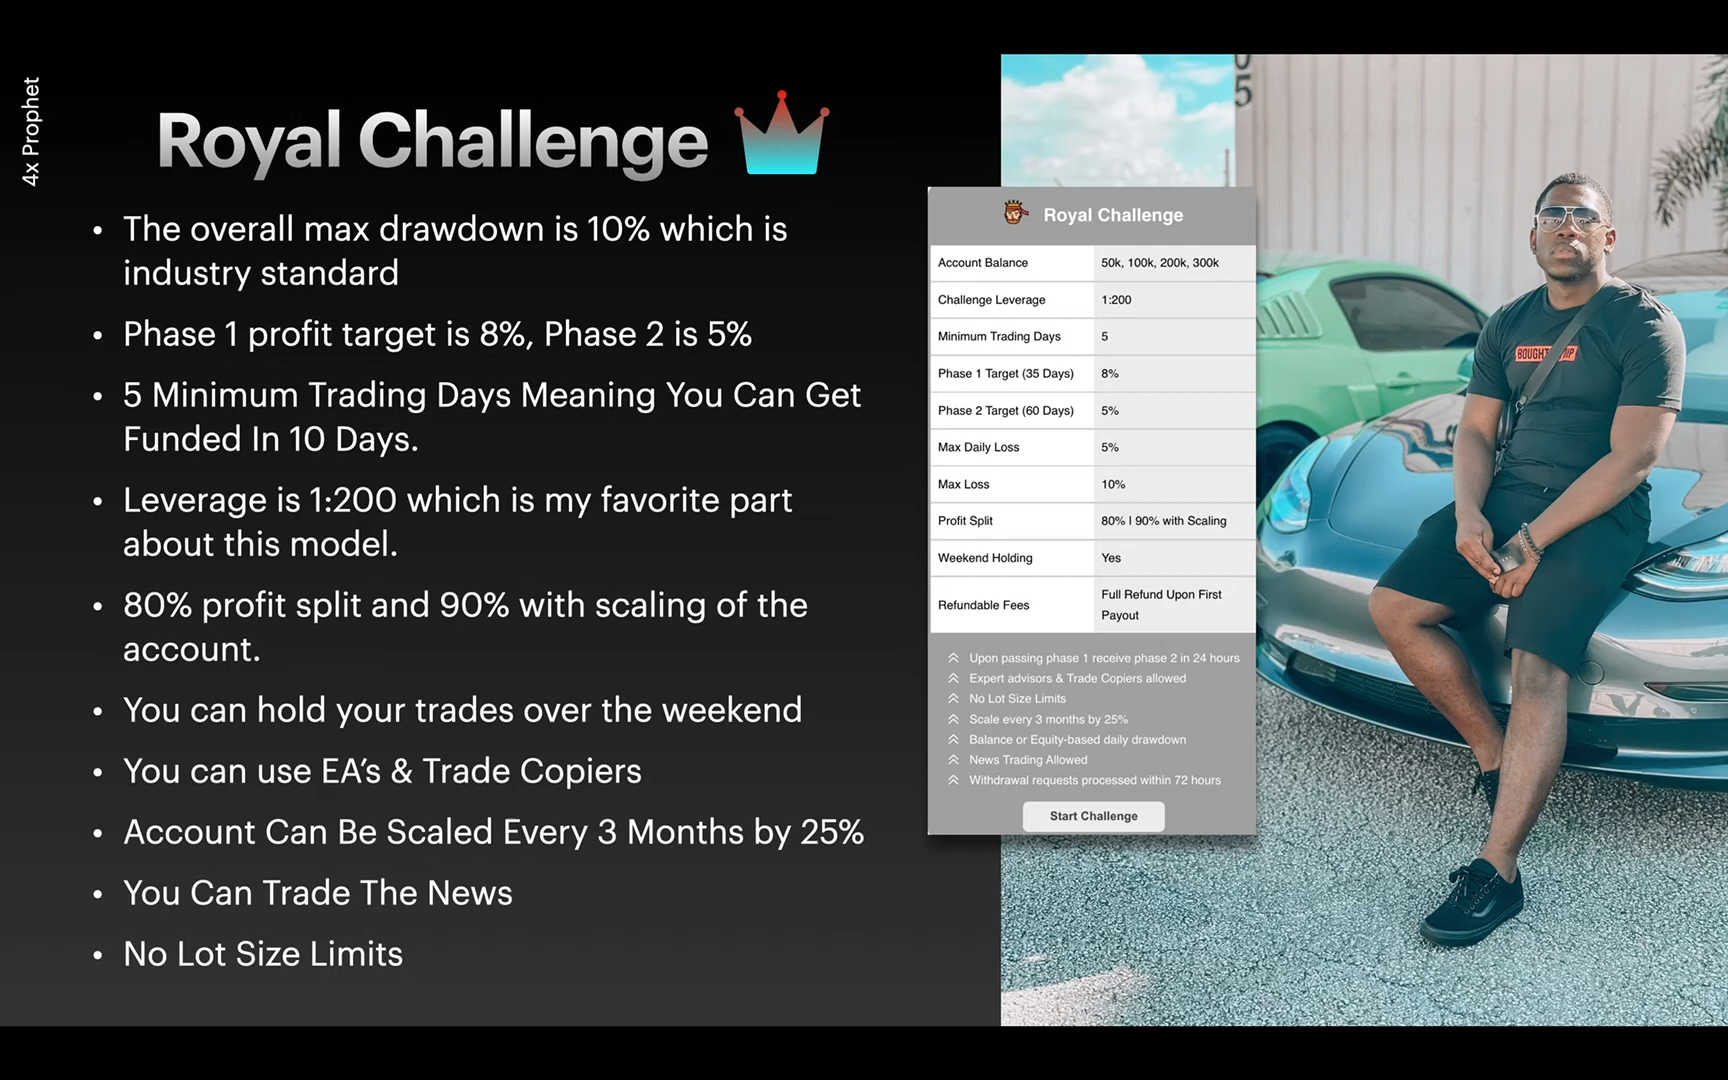 4x Prophet
Royal Challenge
• The overall max drawdown is 10% which is
industry standard
• Phase 1 profit target is 8%, Phase 2 is 5%
• 5 Minimum Trading Days Meaning You Can Get
Funded In 10 Days.
• Leverage is 1:200 which is my favorite part
about this model.
• 80% profit split and 90% with scaling of the
account.
• You can hold your trades over the weekend
• You can use EA’s & Trade Copiers
• Account Can Be Scaled Every 3 Months by 25%
• You Can Trade The News
• No Lot Size Limits
Royal Challenge
Account Balance 50k, 100k, 200k, 300k
Challenge Leverage 1:200
Minimum Trading Days 5
Phase 1 Target (35 Days) 8%
Phase 2 Target (60 Days) 5%
Max Daily Loss 5%
Max Loss 10%
Profit Split 80% | 90% with Scaling
Weekend Holding Yes
Refundable Fees Full Refund Upon First
Payout
Upon passing phase 1 receive phase 2 in 24 hours
Expert advisors & Trade Copiers allowed
No Lot Size Limits
Scale every 3 months by 25%
Balance or Equity-based daily drawdown
News Trading Allowed
Withdrawal requests processed within 72 hours
Start Challenge
5
BOUGHT